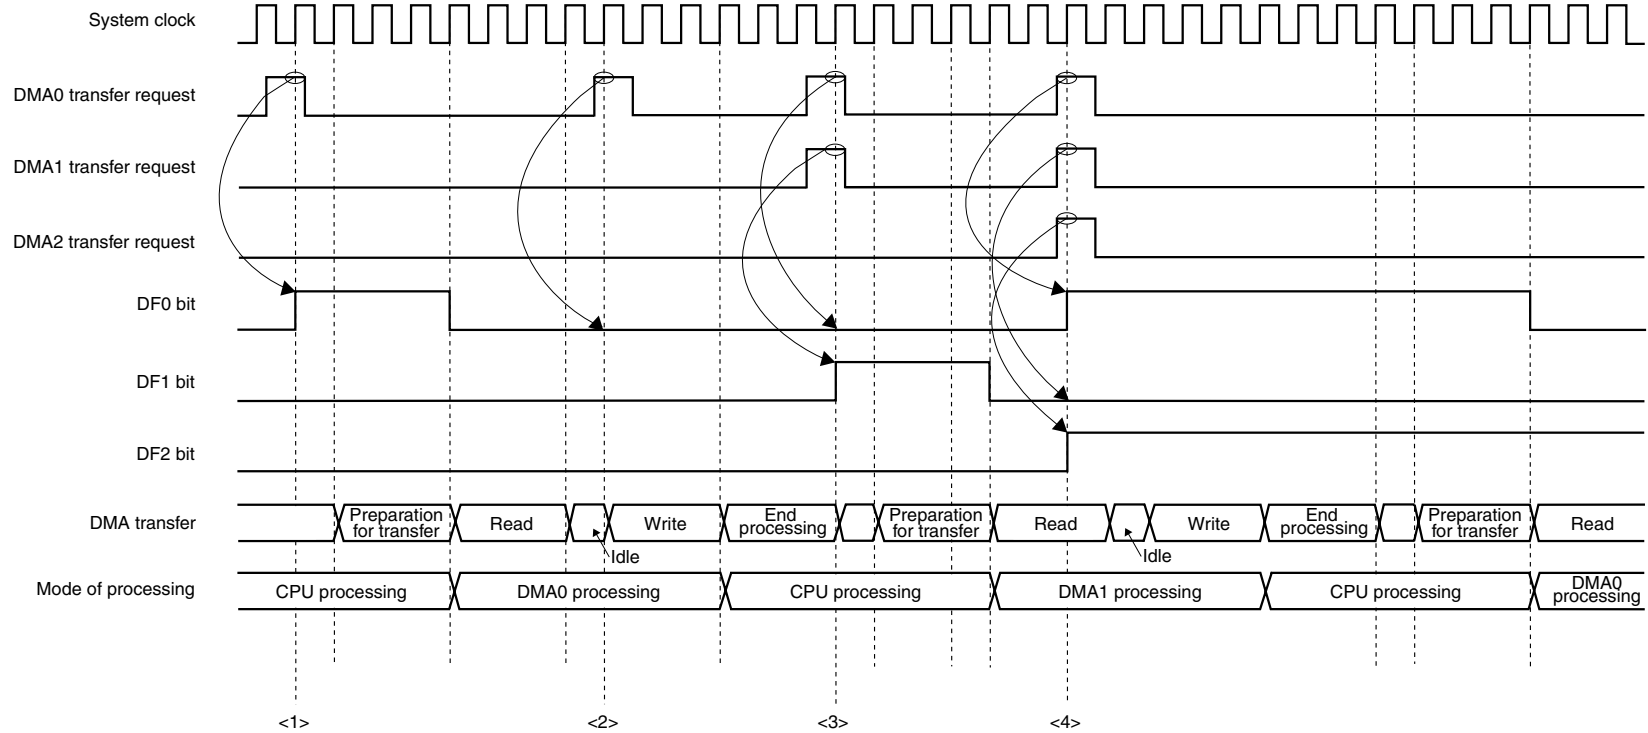 System clock
DMA0 transfer request
DMA1 transfer request
DMA2 transfer request
DF0 bit
DF1 bit
DF2 bit
DMA transfer
Preparation
for transfer
Read
Idle
Write
End
processing
Preparation
for transfer
Read
Idle
Write
End
processing
Preparation
for transfer
Read
Mode of processing
CPU processing
DMA0 processing
CPU processing
DMA1 processing
CPU processing
DMA0
processing
<1>
<2>
<3>
<4>